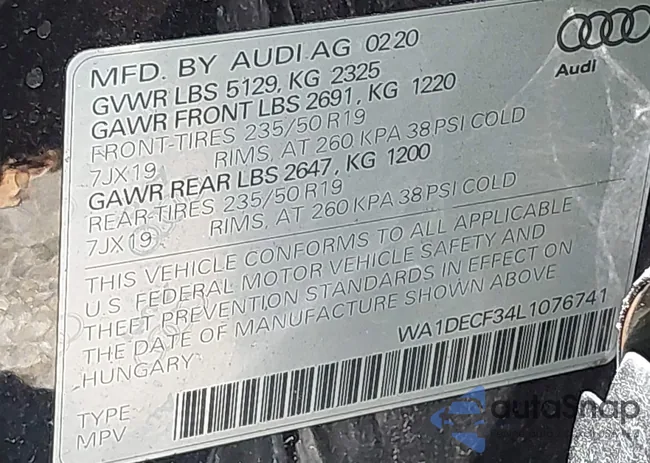 MFD. BY AUDI AG 0220
GVWR LBS 5129, KG 2325
GAWR FRONT LBS 2691, KG 1220
FRONT-TIRES 235/50 R19
7JX19 RIMS, AT 260 KPA 38 PSI COLD
GAWR REAR LBS 2647, KG 1200
REAR-TIRES 235/50 R19
7JX19 RIMS, AT 260 KPA 38 PSI COLD
Audi
THIS VEHICLE CONFORMS TO ALL APPLICABLE
U.S FEDERAL MOTOR VEHICLE SAFETY AND
THEFT PREVENTION STANDARDS IN EFFECT ON
THE DATE OF MANUFACTURE SHOWN ABOVE
HUNGARY
WA1DECF34L1076741
TYPE:
MPV
autoSnap